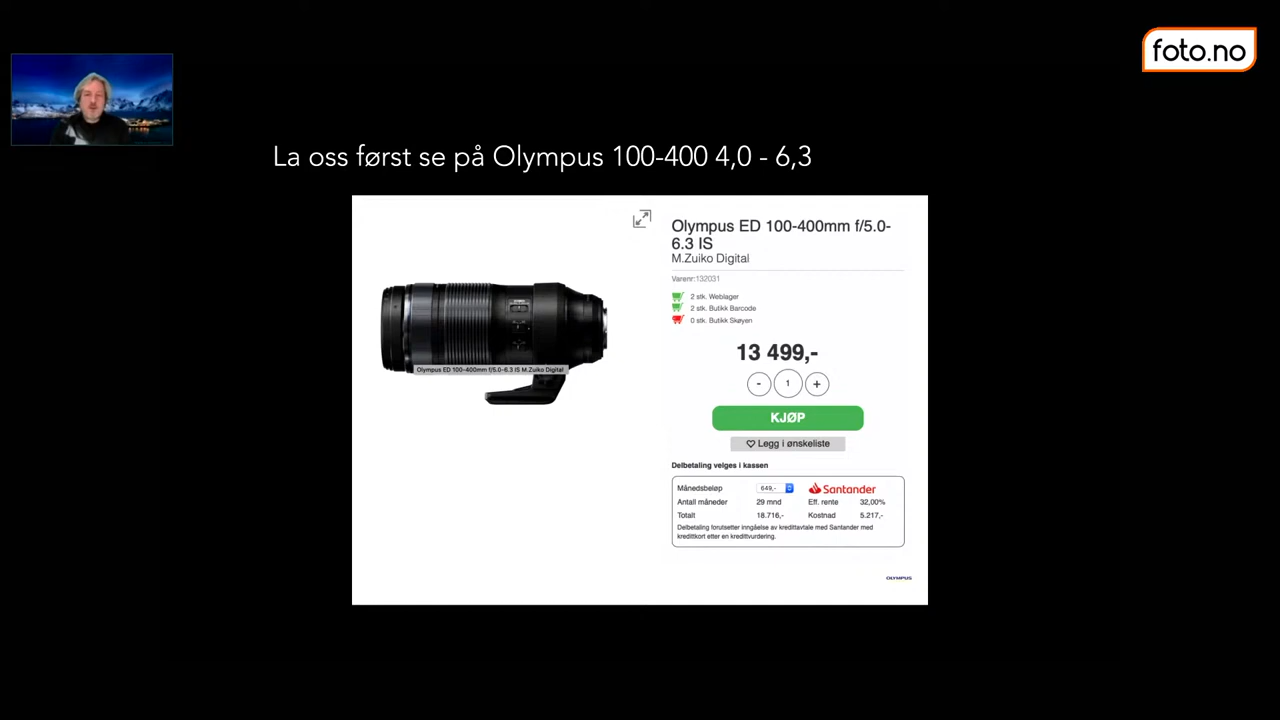 foto.no
La oss først se på Olympus 100-400 4,0 - 6,3
Olympus ED 100-400mm f/5.0-
6.3 IS
M.Zuiko Digital
Varenr:132031
2 stk. Weblager
2 stk. Butikk Barcode
0 stk. Butikk Skøyen
13 499,-
- 1 +
KJØP
Legg i ønskeliste
Olympus ED 100-400mm f/5.0-6.3 IS M.Zuiko Digital
Delbetaling velges i kassen
Månedsbeløp 649,- Santander
Antall måneder 29 mnd Eff. rente 32,00%
Totalt 18.716,- Kostnad 5.217,-
Delbetaling forutsetter inngåelse av kredittavtale med Santander med
kredittkort etter en kredittvurdering.
OLYMPUS